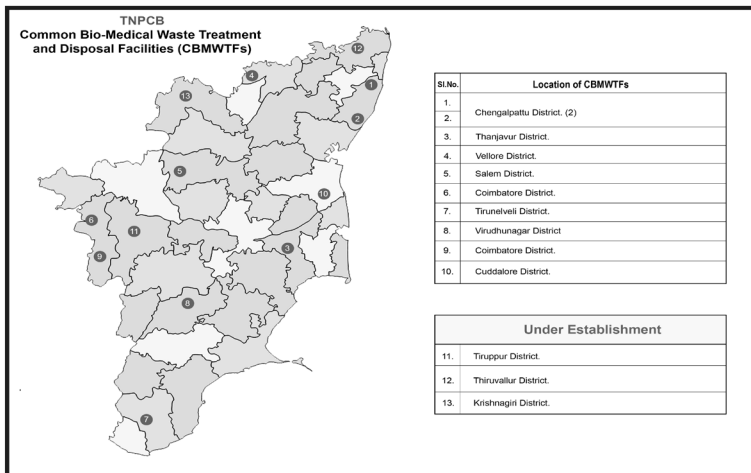 TNPCB
Common Bio-Medical Waste Treatment
and Disposal Facilities (CBMWTFs)
12
4
1
13
2
5
10
6
11
3
9
8
7
Sl.No. Location of CBMWTFs
1.
2. Chengalpattu District. (2)
3. Thanjavur District.
4. Vellore District.
5. Salem District.
6. Coimbatore District.
7. Tirunelveli District.
8. Virudhunagar District
9. Coimbatore District.
10. Cuddalore District.
Under Establishment
11. Tiruppur District.
12. Thiruvallur District.
13. Krishnagiri District.